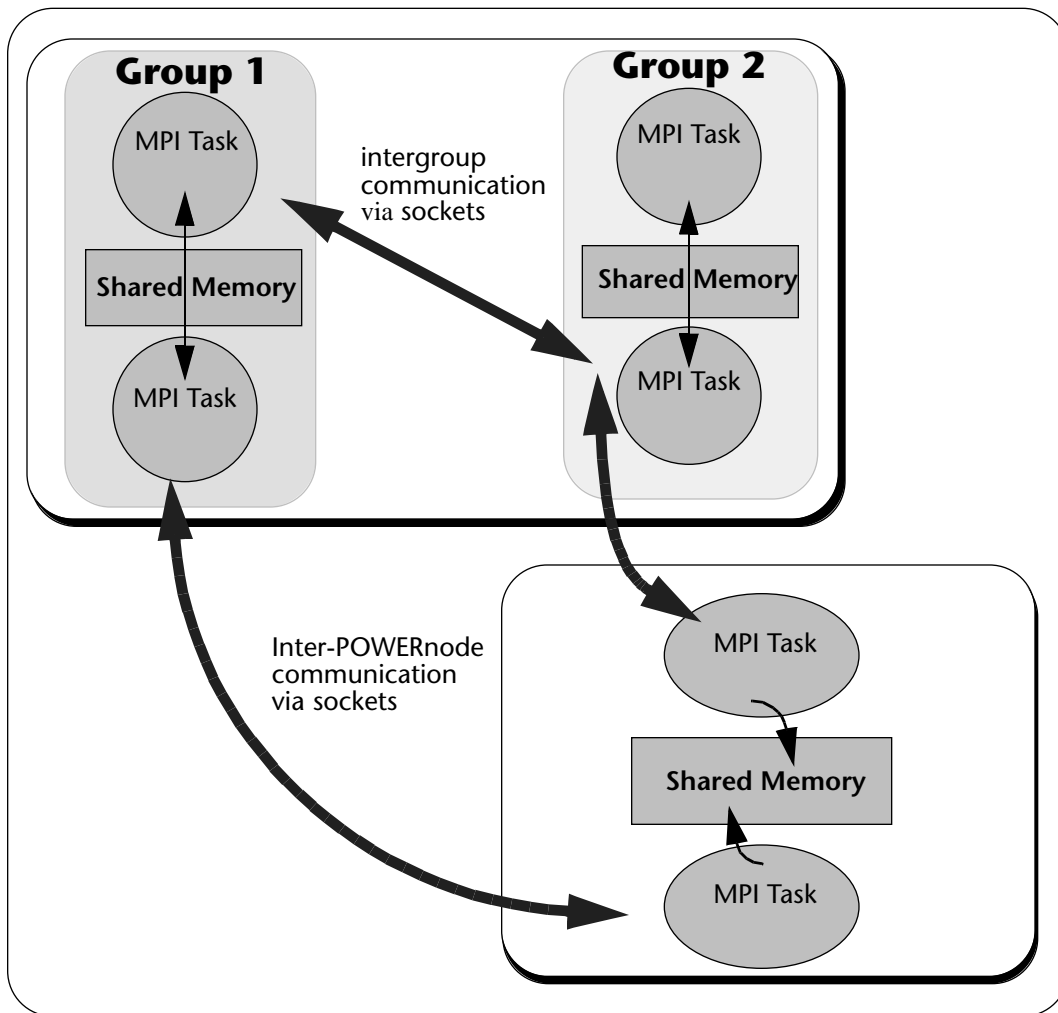 Group 1
MPI Task
Shared Memory
MPI Task
intergroup
communication
via sockets
Group 2
MPI Task
Shared Memory
MPI Task
Inter-POWERnode
communication
via sockets
MPI Task
Shared Memory
MPI Task